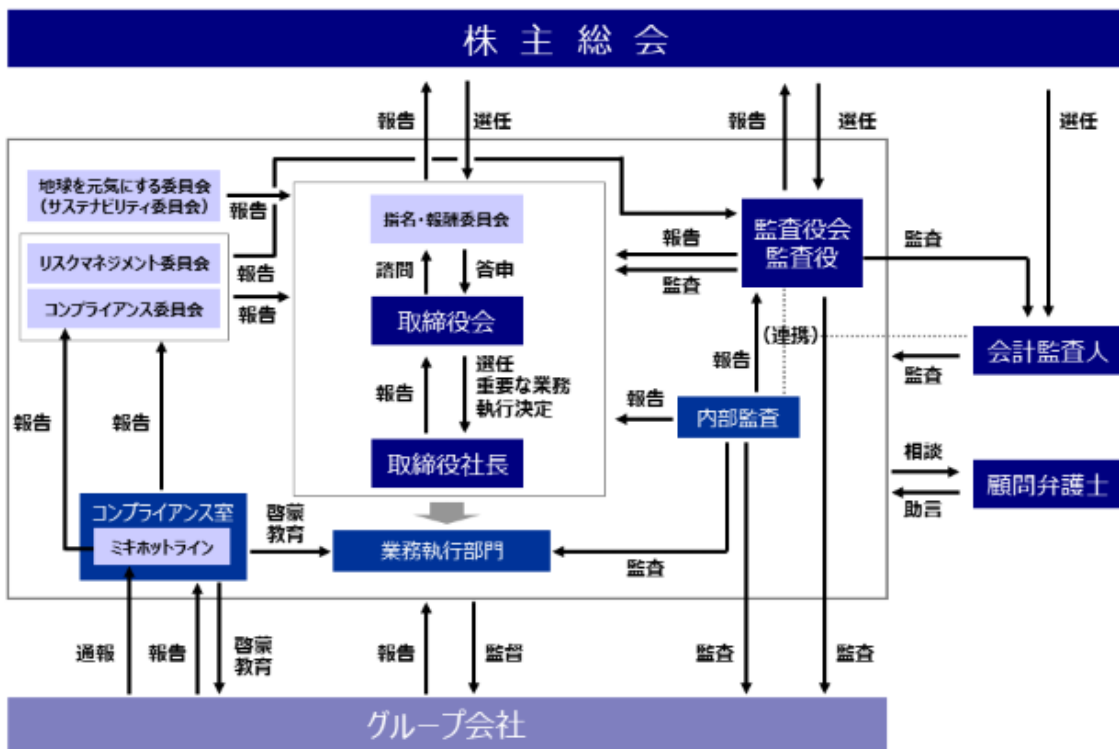 株主総会
報告
選任
報告
選任
選任
地球を元気にする委員会
(サステナビリティ委員会)
報告
指名・報酬委員会
監査役会
監査役
報告
監査
監査
リスクマネジメント委員会
報告
諮問
答申
コンプライアンス委員会
報告
取締役会
(連携)
会計監査人
報告
監査
選任
重要な業務
執行決定
報告
報告
内部監査
報告
報告
取締役社長
相談
顧問弁護士
助言
コンプライアンス室
ミキホットライン
啓蒙
教育
業務執行部門
監査
通報
報告
啓蒙
教育
報告
監督
監査
監査
グループ会社